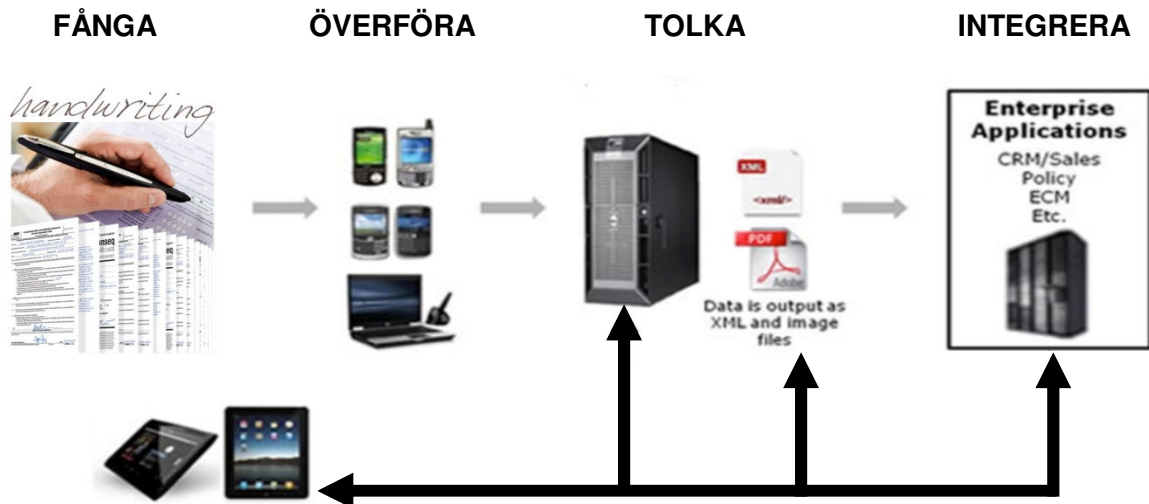 FÅNGA
ÖVERFÖRA
TOLKA
INTEGRERA
handwriting
XML
<xml/>
PDF
Adobe
Data is output as
XML and image
files
Enterprise
Applications
CRM/Sales
Policy
ECM
Etc.